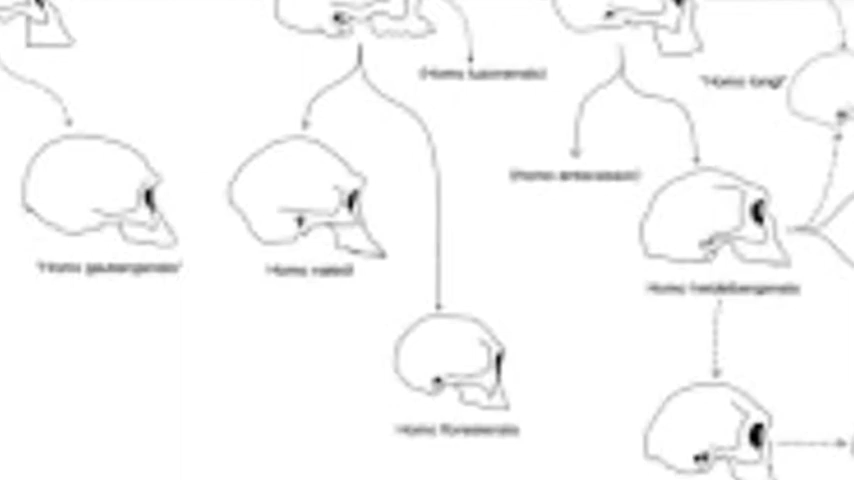 (Homo luzonensis)
"Homo longi"
(Homo antecessor)
"Homo gautengensis"
Homo naledi
Homo heidelbergensis
Homo floresiensis